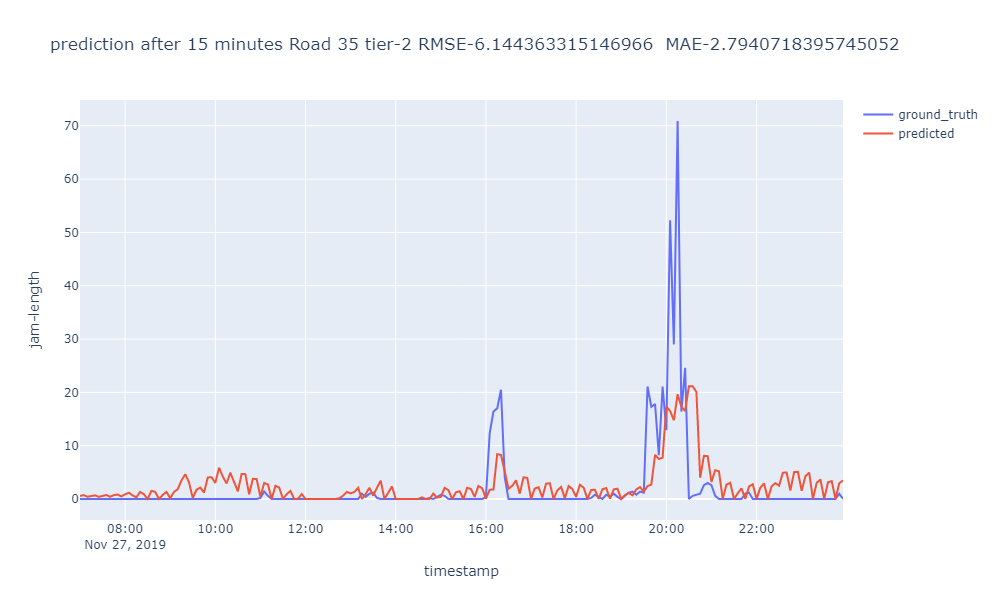 prediction after 15 minutes Road 35 tier-2 RMSE-6.144363315146966  MAE-2.7940718395745052
ground_truth
predicted
70
60
50
40
30
20
10
0
jam-length
08:00 10:00 12:00 14:00 16:00 18:00 20:00 22:00
Nov 27, 2019
timestamp